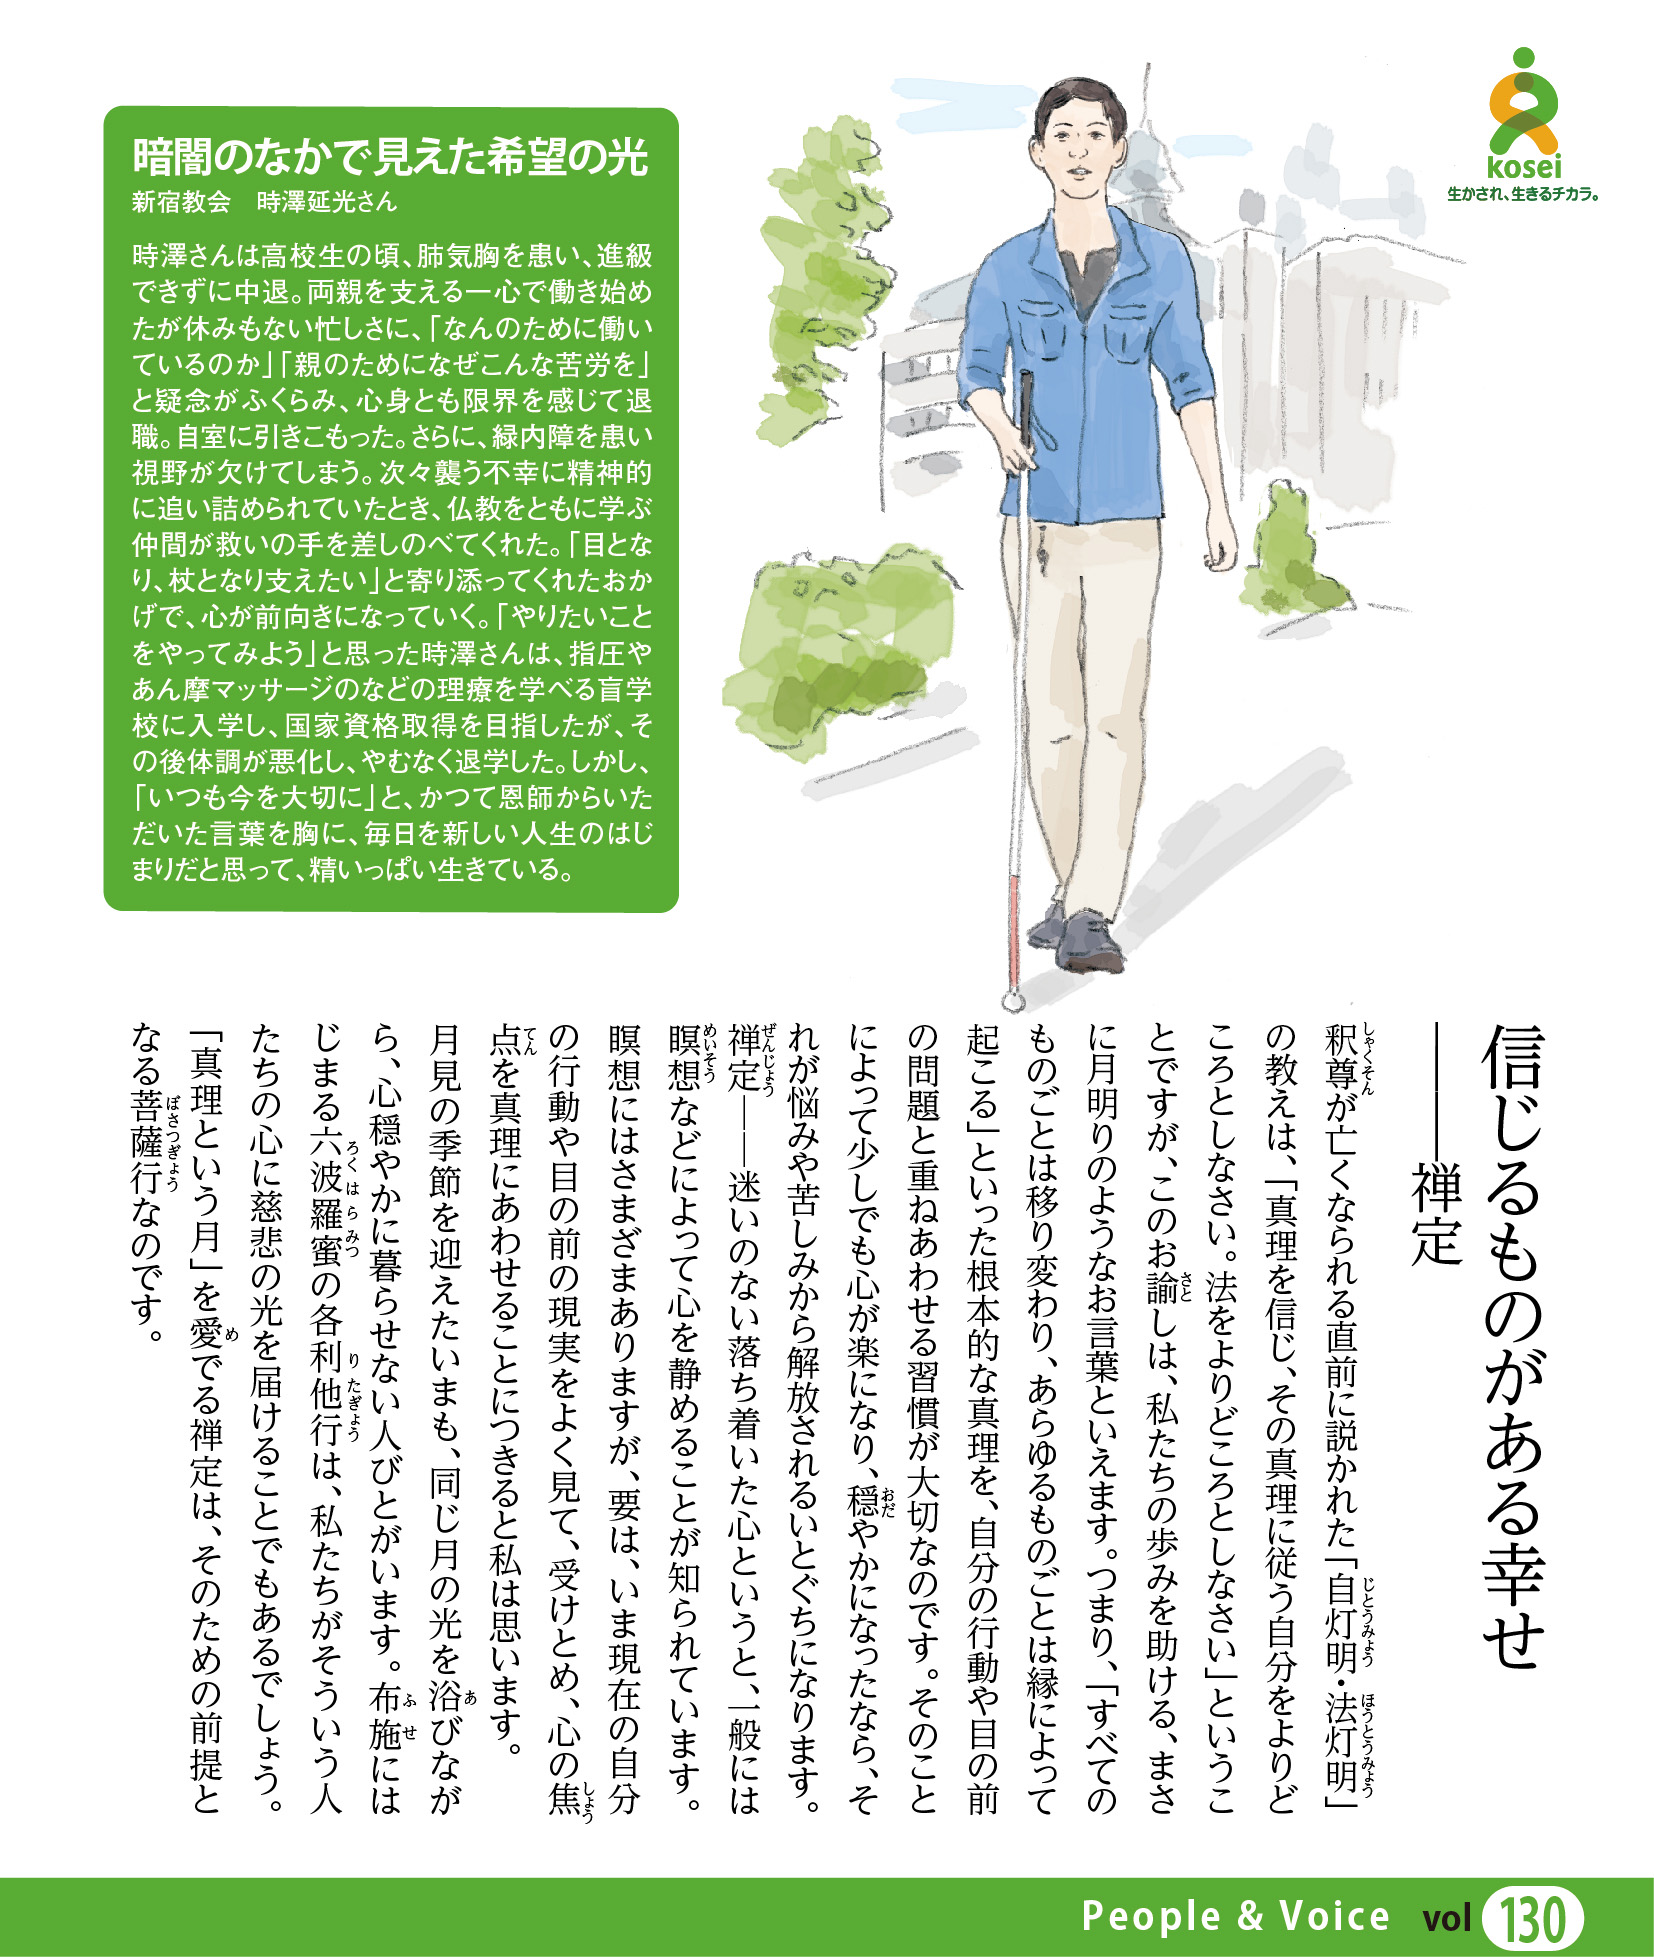 kosei
生かされ、生きるチカラ。
暗闇のなかで見えた希望の光
新宿教会　時澤延光さん
時澤さんは高校生の頃、肺気胸を患い、進級
できずに中退。両親を支える一心で働き始め
たが休みもない忙しさに、「なんのために働い
ているのか」「親のためになぜこんな苦労を」
と疑念がふくらみ、心身とも限界を感じて退
職。自室に引きこもった。さらに、緑内障を患い
視野が欠けてしまう。次々襲う不幸に精神的
に追い詰められていたとき、仏教をともに学ぶ
仲間が救いの手を差しのべてくれた。「目とな
り、杖となり支えたい」と寄り添ってくれたおか
げで、心が前向きになっていく。「やりたいこと
をやってみよう」と思った時澤さんは、指圧や
あん摩マッサージのなどの理療を学べる盲学
校に入学し、国家資格取得を目指したが、そ
の後体調が悪化し、やむなく退学した。しかし、
「いつも今を大切に」と、かつて恩師からいた
だいた言葉を胸に、毎日を新しい人生のはじ
まりだと思って、精いっぱい生きている。
信じるものがある幸せ
――禅定
釈尊が亡くなられる直前に説かれた「自灯明・法灯明」
の教えは、「真理を信じ、その真理に従う自分をよりど
ころとしなさい。法をよりどころとしなさい」というこ
とですが、このお諭しは、私たちの歩みを助ける、まさ
に月明りのようなお言葉といえます。つまり、「すべての
ものごとは移り変わり、あらゆるものごとは縁によって
起こる」といった根本的な真理を、自分の行動や目の前
の問題と重ねあわせる習慣が大切なのです。そのこと
によって少しでも心が楽になり、穏やかになったなら、そ
れが悩みや苦しみから解放されるいとぐちになります。
禅定――迷いのない落ち着いた心というと、一般には
瞑想などによって心を静めることが知られています。
瞑想にはさまざまありますが、要は、いま現在の自分
の行動や目の前の現実をよく見て、受けとめ、心の焦
点を真理にあわせることにつきると私は思います。
月見の季節を迎えたいまも、同じ月の光を浴びなが
ら、心穏やかに暮らせない人びとがいます。布施には
じまる六波羅蜜の各利他行は、私たちがそういう人
たちの心に慈悲の光を届けることでもあるでしょう。
「真理という月」を愛でる禅定は、そのための前提と
なる菩薩行なのです。
People & Voice vol 130